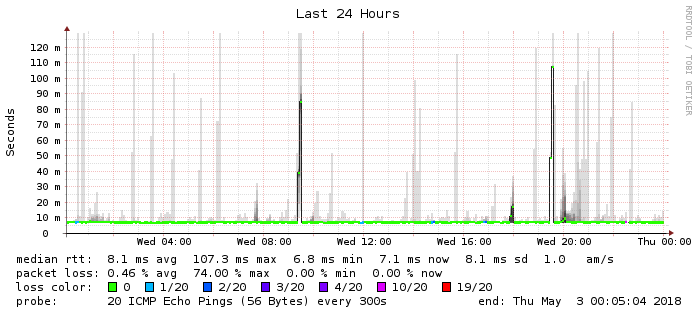 Last 24 Hours
RRDTOOL / TOBI OETIKER
Seconds
120 m
110 m
100 m
90 m
80 m
70 m
60 m
50 m
40 m
30 m
20 m
10 m
0
Wed 04:00 Wed 08:00 Wed 12:00 Wed 16:00 Wed 20:00 Thu 00:00
median rtt: 8.1 ms avg 107.3 ms max 6.8 ms min 7.1 ms now 8.1 ms sd 1.0 am/s
packet loss: 0.46 % avg 74.00 % max 0.00 % min 0.00 % now
loss color: 0 1/20 2/20 3/20 4/20 10/20 19/20
probe: 20 ICMP Echo Pings (56 Bytes) every 300s end: Thu May 3 00:05:04 2018